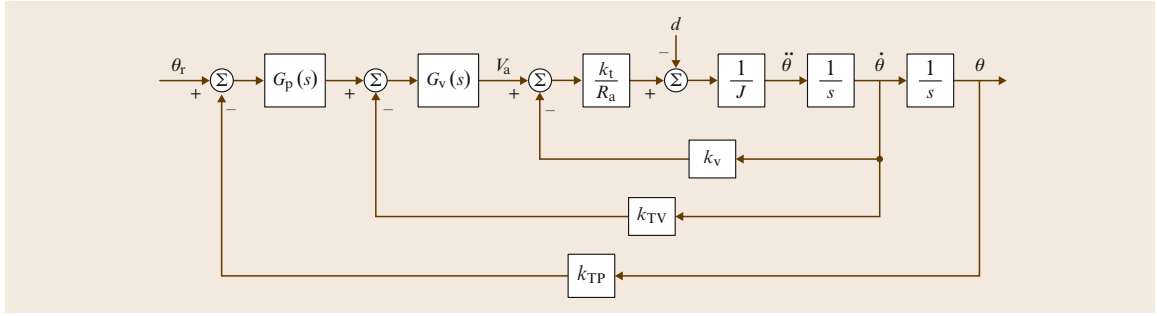 d
θr Σ Gp(s) Σ Gv(s) Va Σ kt/Ra Σ 1/J θ̈ 1/s θ̇ 1/s θ
+ − + − + − + −
kv
kTV
kTP